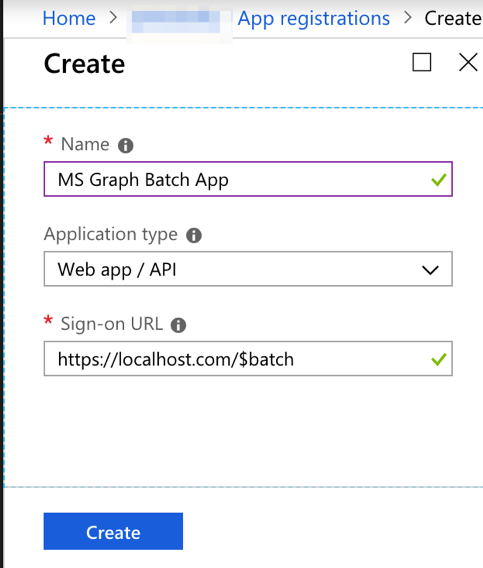 Home > App registrations > Create
Create
* Name
MS Graph Batch App
Application type
Web app / API
* Sign-on URL
https://localhost.com/$batch
Create